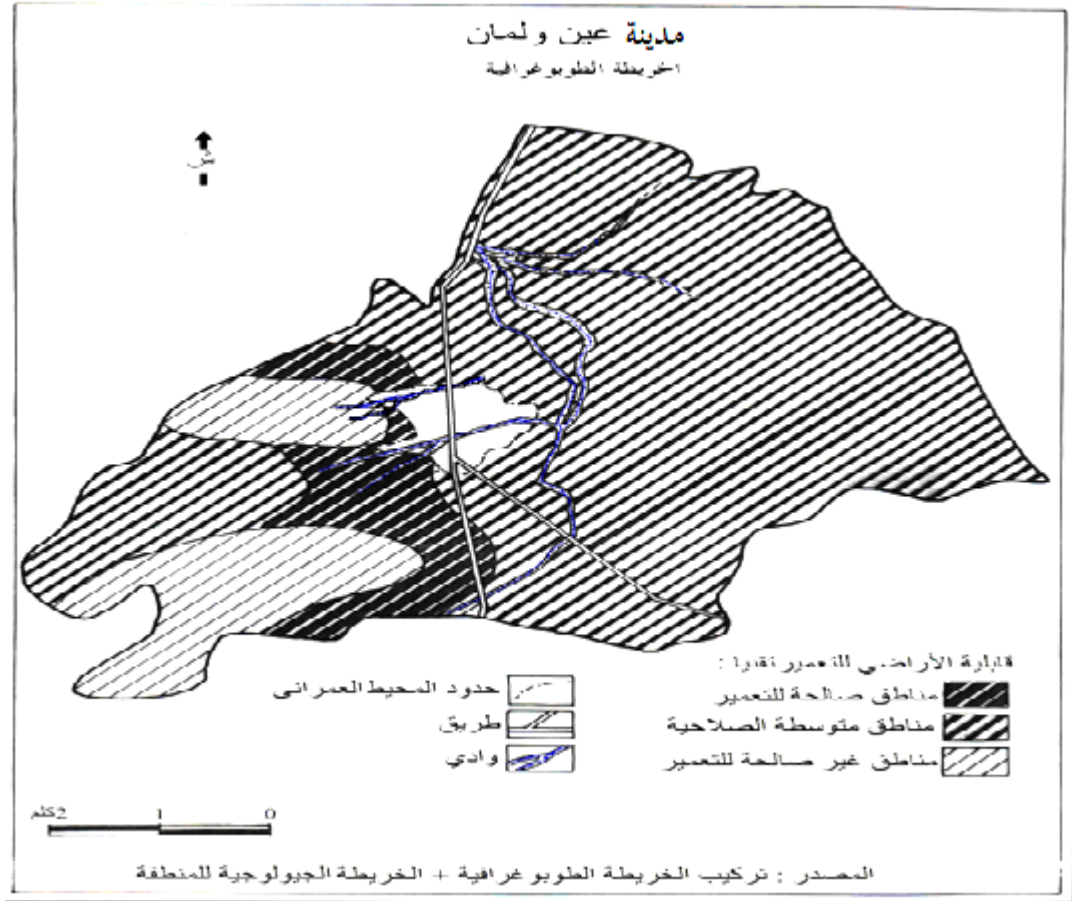 مدينة عين ولمان
الخريطة الطوبوغرافية
ش
قابلية الأراضي للتعمير تقنيا :
مناطق صالحة للتعمير
مناطق متوسطة الصلاحية
مناطق غير صالحة للتعمير
حدود المحيط العمراني
طريق
وادي
2كلم 1 0
المصدر : تركيب الخريطة الطوبوغرافية + الخريطة الجيولوجية للمنطقة